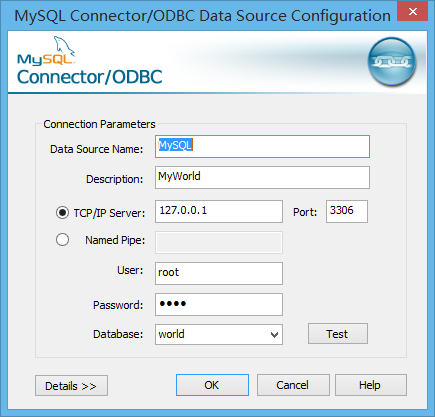 MySQL Connector/ODBC Data Source Configuration
MySQL
Connector/ODBC
Connection Parameters
Data Source Name: MySQL
Description: MyWorld
TCP/IP Server: 127.0.0.1 Port: 3306
Named Pipe:
User: root
Password: ••••
Database: world Test
Details >> OK Cancel Help